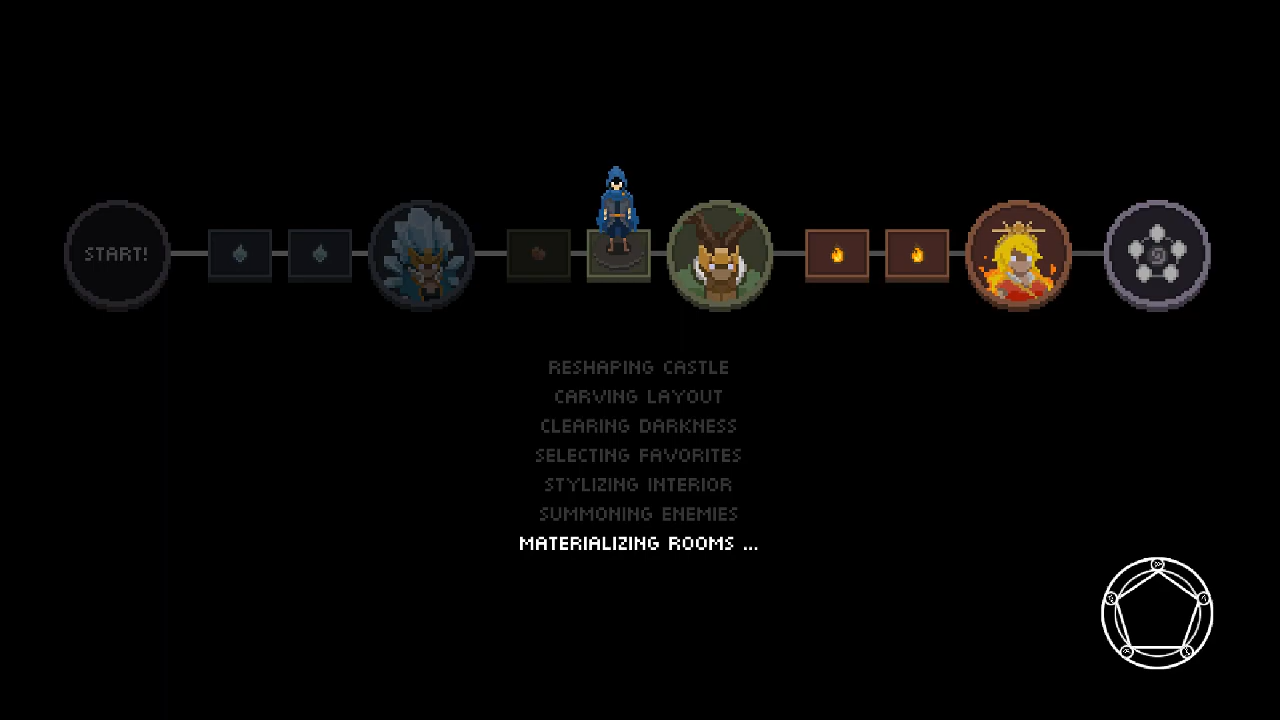 START!
RESHAPING CASTLE
CARVING LAYOUT
CLEARING DARKNESS
SELECTING FAVORITES
STYLIZING INTERIOR
SUMMONING ENEMIES
MATERIALIZING ROOMS ...